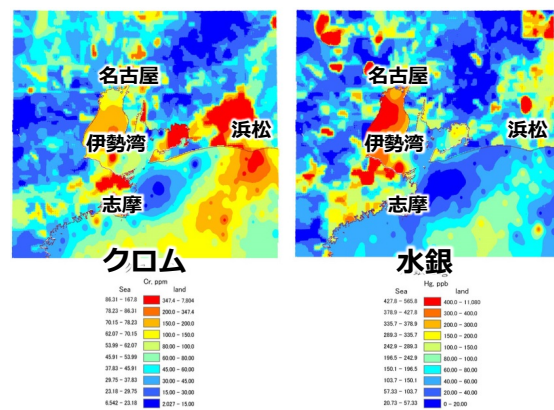 名古屋
伊勢湾
浜松
志摩
クロム
Cr, ppm
Sea land
86.31 - 167.8 347.4 - 7,804
78.23 - 86.31 200.0 - 347.4
70.15 - 78.23 150.0 - 200.0
62.07 - 70.15 100.0 - 150.0
53.99 - 62.07 80.00 - 100.0
45.91 - 53.99 60.00 - 80.00
37.83 - 45.91 45.00 - 60.00
29.75 - 37.83 30.00 - 45.00
23.18 - 29.75 15.00 - 30.00
6.542 - 23.18 2.027 - 15.00
名古屋
伊勢湾
浜松
志摩
水銀
Hg, ppb
Sea land
427.8 - 565.8 400.0 - 11,080
378.9 - 427.8 300.0 - 400.0
335.7 - 378.9 200.0 - 300.0
289.3 - 335.7 150.0 - 200.0
242.9 - 289.3 100.0 - 150.0
196.5 - 242.9 80.00 - 100.0
150.1 - 196.5 60.00 - 80.00
103.7 - 150.1 40.00 - 60.00
57.33 - 103.7 20.00 - 40.00
20.73 - 57.33 0 - 20.00